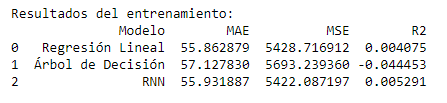 Resultados del entrenamiento:
Modelo MAE MSE R2
0 Regresión Lineal 55.862879 5428.716912 0.004075
1 Árbol de Decisión 57.127830 5693.239360 -0.044453
2 RNN 55.931887 5422.087197 0.005291